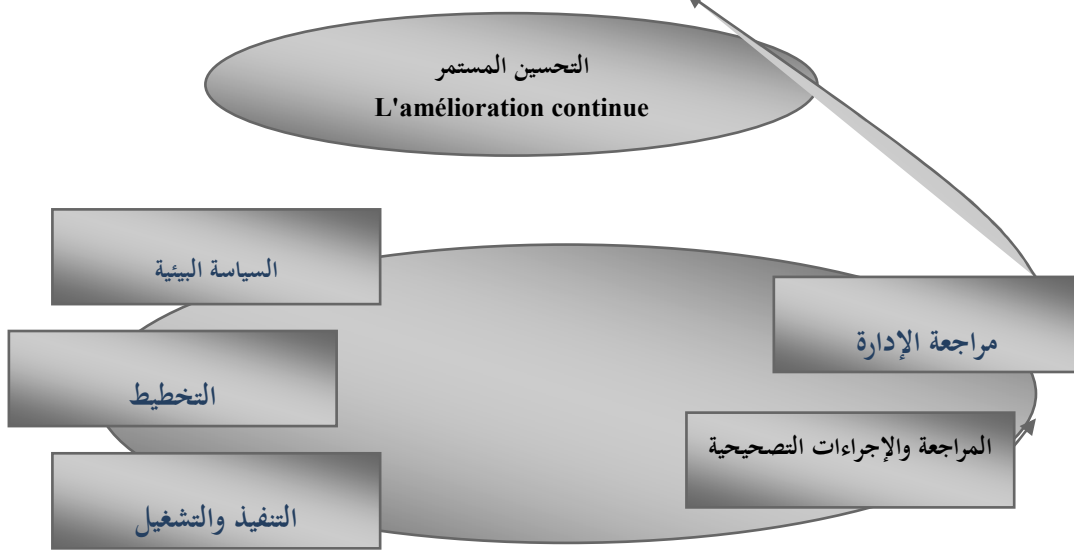 التحسين المستمر
L'amélioration continue
السياسة البيئية
مراجعة الإدارة
التخطيط
المراجعة والإجراءات التصحيحية
التنفيذ والتشغيل